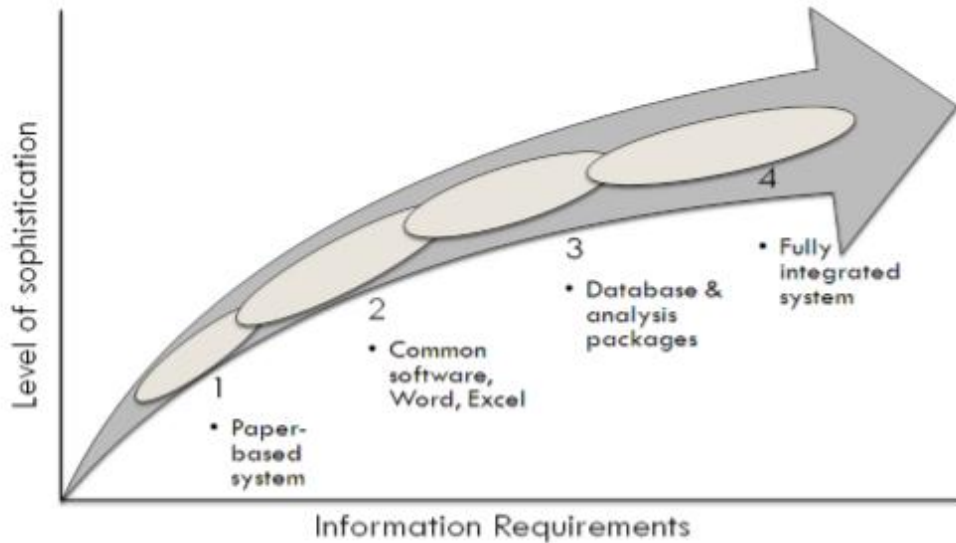 Level of sophistication
1
• Paper-
based
system
2
• Common
software,
Word, Excel
3
• Database &
analysis
packages
4
• Fully
integrated
system
Information Requirements